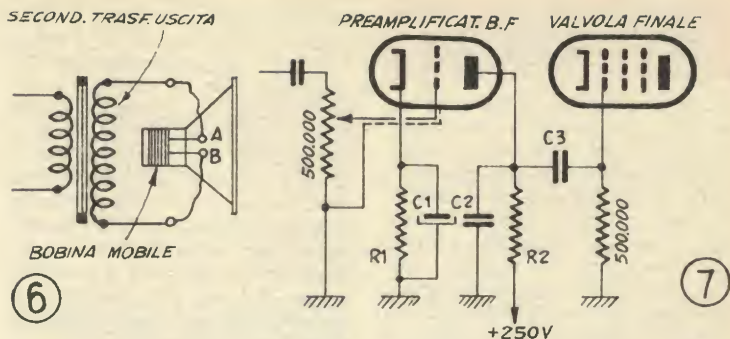 SECOND. TRASF. USCITA
A
B
BOBINA MOBILE
6
PREAMPLIFICAT. B.F
VALVOLA FINALE
500.000
C1
C2
C3
R1
R2
500.000
+250V
7